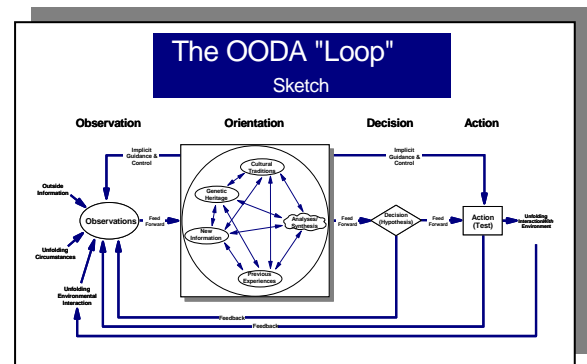 The OODA "Loop"
Sketch
Observation
Orientation
Decision
Action
Implicit
Guidance &
Control
Implicit
Guidance &
Control
Cultural
Traditions
Genetic
Heritage
Outside
Information
Analyses/
Synthesis
Observations
Feed
Forward
Feed
Forward
Decision
(Hypothesis)
Feed
Forward
Action
(Test)
Unfolding
Interaction With
Environment
New
Information
Unfolding
Circumstances
Previous
Experiences
Unfolding
Environmental
Interaction
Feedback
Feedback